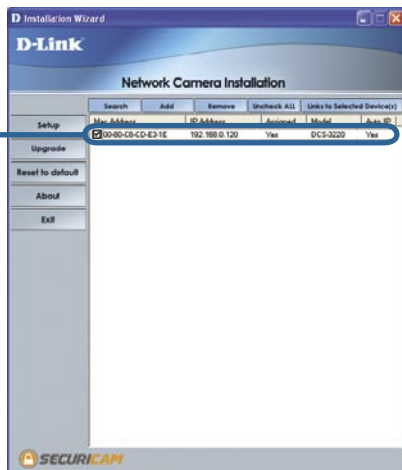 D Installation Wizard
D-Link
Network Camera Installation
Search Add Remove Uncheck ALL Links to Selected Device(s)
Mac Address IP Address Assigned Model Auto IP
00-80-C8-CD-E3-1E 192.168.0.120 Yes DCS-3220 Yes
Setup
Upgrade
Reset to default
About
Exit
SECURICAM